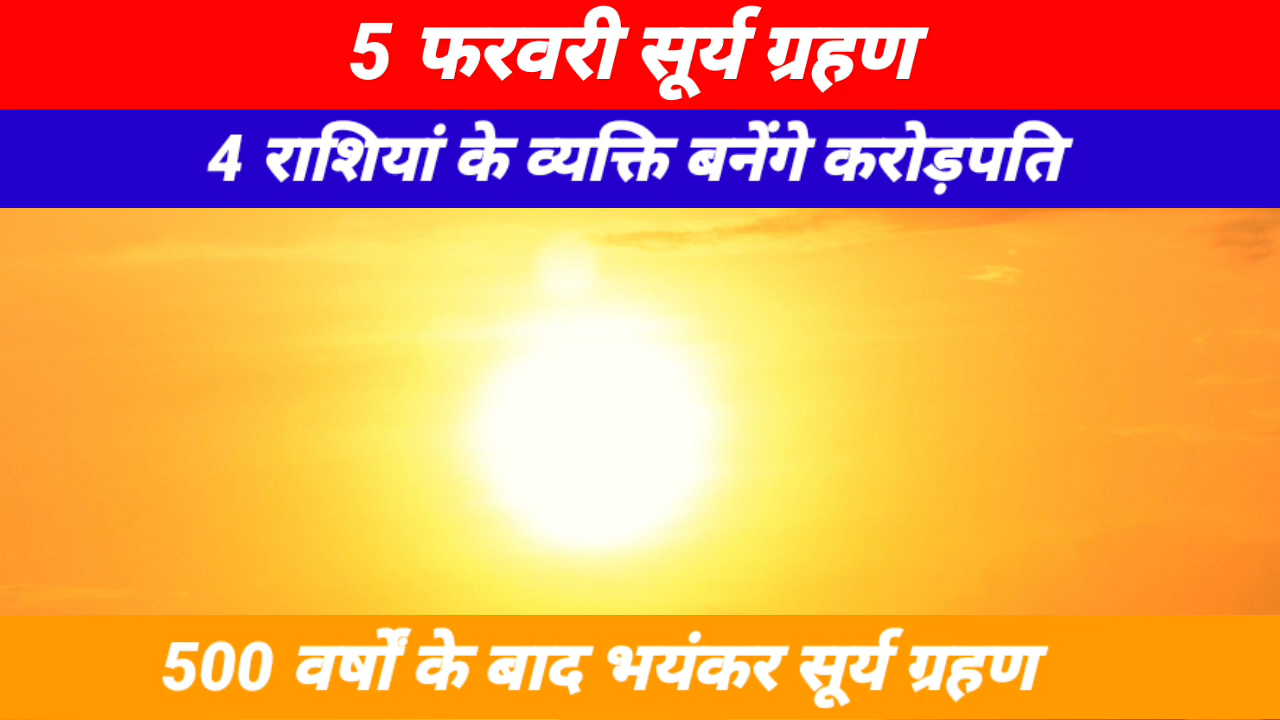 5 फरवरी सूर्य ग्रहण
4 राशियां के व्यक्ति बनेंगे करोड़पति
500 वर्षों के बाद भयंकर सूर्य ग्रहण